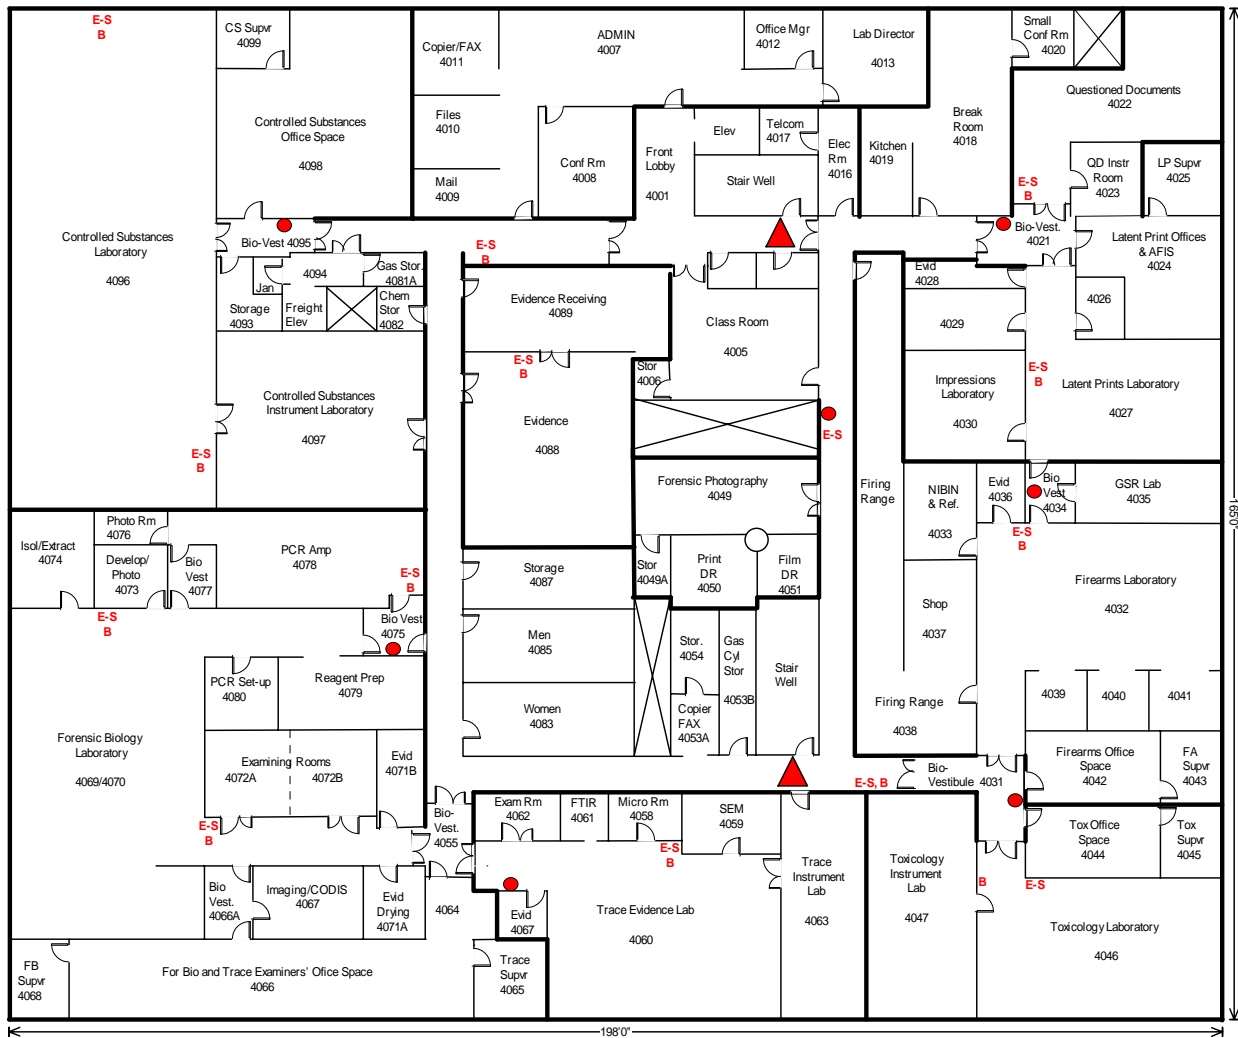 E-S
B
CS Supvr
4099
Copier/FAX
4011
ADMIN
4007
Office Mgr
4012
Lab Director
4013
Small
Conf Rm
4020
Questioned Documents
4022
Controlled Substances
Office Space
4098
Files
4010
Mail
4009
Conf Rm
4008
Front
Lobby
4001
Elev
Telcom
4017
Stair Well
Elec
Rm
4016
Kitchen
4019
Break
Room
4018
E-S
B
QD Instr
Room
4023
LP Supvr
4025
Controlled Substances
Laboratory
4096
Bio-Vest 4095
E-S
B
Bio-Vest.
4021
Latent Print Offices
& AFIS
4024
4094
Gas Stor.
4081A
Jan
Storage
4093
Freight
Elev
Chem
Stor
4082
Evidence Receiving
4089
Class Room
4005
Evid
4028
4029
4026
E-S
B
Stor
4006
E-S
B
Impressions
Laboratory
4030
Latent Prints Laboratory
4027
Controlled Substances
Instrument Laboratory
4097
Evidence
4088
E-S
E-S
B
Forensic Photography
4049
Firing
Range
NIBIN
& Ref.
4033
Evid
4036
Bio
Vest
4034
GSR Lab
4035
165'0"
E-S
B
Isol/Extract
4074
Photo Rm
4076
Develop/
Photo
4073
Bio
Vest
4077
PCR Amp
4078
E-S
B
Storage
4087
Stor
4049A
Print
DR
4050
Film
DR
4051
Firearms Laboratory
4032
E-S
B
Bio Vest
4075
Men
4085
Stor.
4054
Gas
Cyl
Stor
4053B
Stair
Well
Shop
4037
PCR Set-up
4080
Reagent Prep
4079
Women
4083
Copier
FAX
4053A
Firing Range
4038
4039
4040
4041
Forensic Biology
Laboratory
4069/4070
Examining Rooms
4072A
4072B
Evid
4071B
E-S, B
Bio-
Vestibule
4031
Firearms Office
Space
4042
FA
Supvr
4043
E-S
B
Bio-
Vest.
4055
Exam Rm
4062
FTIR
4061
Micro Rm
4058
SEM
4059
E-S
B
Tox Office
Space
4044
Tox
Supvr
4045
Bio
Vest.
4066A
Imaging/CODIS
4067
Evid
Drying
4071A
4064
Evid
4067
Trace Evidence Lab
4060
Trace
Instrument
Lab
4063
Toxicology
Instrument
Lab
4047
B
E-S
Toxicology Laboratory
4046
FB
Supvr
4068
For Bio and Trace Examiners' Ofice Space
4066
Trace
Supvr
4065
198'0"